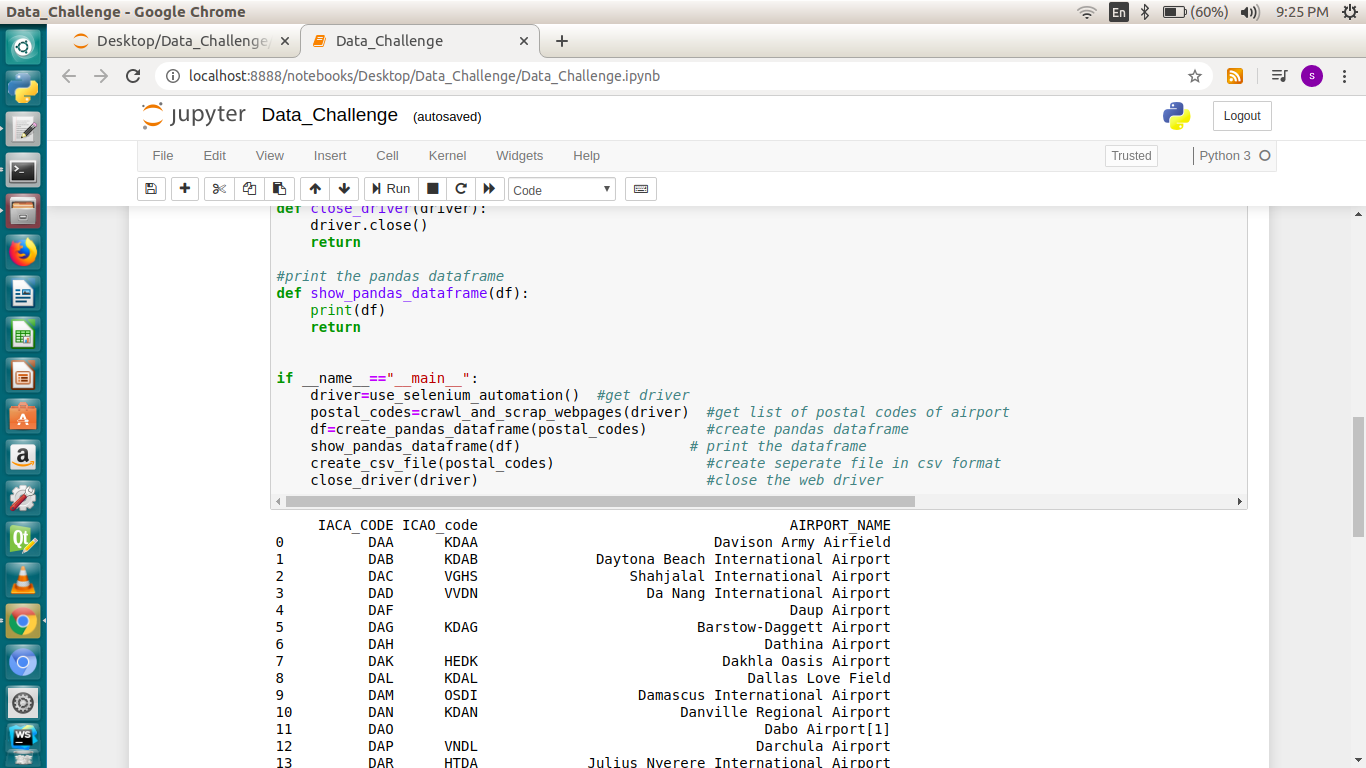 Data_Challenge - Google Chrome
En (60%) 9:25 PM
Desktop/Data_Challenge/ Data_Challenge
localhost:8888/notebooks/Desktop/Data_Challenge/Data_Challenge.ipynb
s
jupyter Data_Challenge (autosaved)
Logout
File Edit View Insert Cell Kernel Widgets Help
Trusted Python 3
Run Code
def close_driver(driver):
    driver.close()
    return
#print the pandas dataframe
def show_pandas_dataframe(df):
    print(df)
    return
if __name__=="__main__":
    driver=use_selenium_automation()  #get driver
    postal_codes=crawl_and_scrap_webpages(driver)  #get list of postal codes of airport
    df=create_pandas_dataframe(postal_codes)       #create pandas dataframe
    show_pandas_dataframe(df)                    # print the dataframe
    create_csv_file(postal_codes)                  #create seperate file in csv format
    close_driver(driver)                           #close the web driver
IACA_CODE ICAO_code AIRPORT_NAME
0 DAA KDAA Davison Army Airfield
1 DAB KDAB Daytona Beach International Airport
2 DAC VGHS Shahjalal International Airport
3 DAD VVDN Da Nang International Airport
4 DAF Daup Airport
5 DAG KDAG Barstow-Daggett Airport
6 DAH Dathina Airport
7 DAK HEDK Dakhla Oasis Airport
8 DAL KDAL Dallas Love Field
9 DAM OSDI Damascus International Airport
10 DAN KDAN Danville Regional Airport
11 DAO Dabo Airport[1]
12 DAP VNDL Darchula Airport
13 DAR HTDA Julius Nyerere International Airport
a
Qt
WS